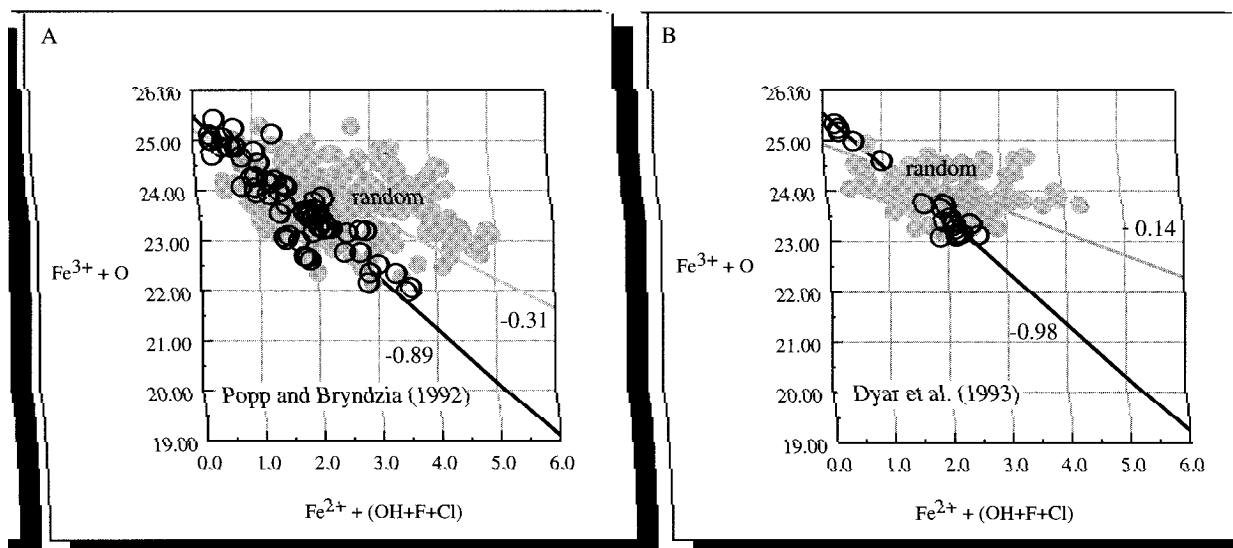 A
26.00
25.00
24.00
23.00
22.00
21.00
20.00
19.00
Fe3+ + O
random
-0.31
-0.89
Popp and Bryndzia (1992)
0.0 1.0 2.0 3.0 4.0 5.0 6.0
Fe2+ + (OH+F+Cl)
B
26.00
25.00
24.00
23.00
22.00
21.00
20.00
19.00
Fe3+ + O
random
- 0.14
-0.98
Dyar et al. (1993)
0.0 1.0 2.0 3.0 4.0 5.0 6.0
Fe2+ + (OH+F+Cl)